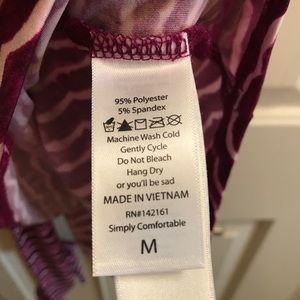 95% Polyester
5% Spandex
Machine Wash Cold
Gently Cycle
Do Not Bleach
Hang Dry
or you'll be sad
MADE IN VIETNAM
RN#142161
Simply Comfortable
M